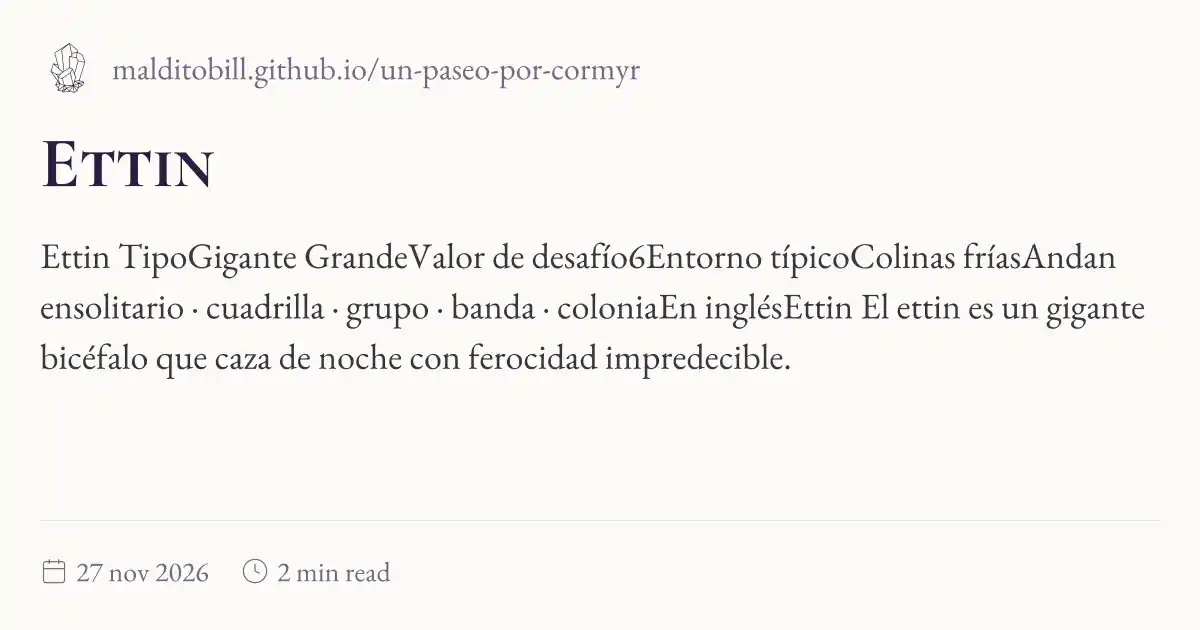 malditobill.github.io/un-paseo-por-cormyr
Ettin
Ettin TipoGigante GrandeValor de desafío6Entorno típicoColinas fríasAndan
ensolitario · cuadrilla · grupo · banda · coloniaEn inglésEttin El ettin es un gigante
bicéfalo que caza de noche con ferocidad impredecible.
27 nov 2026
2 min read